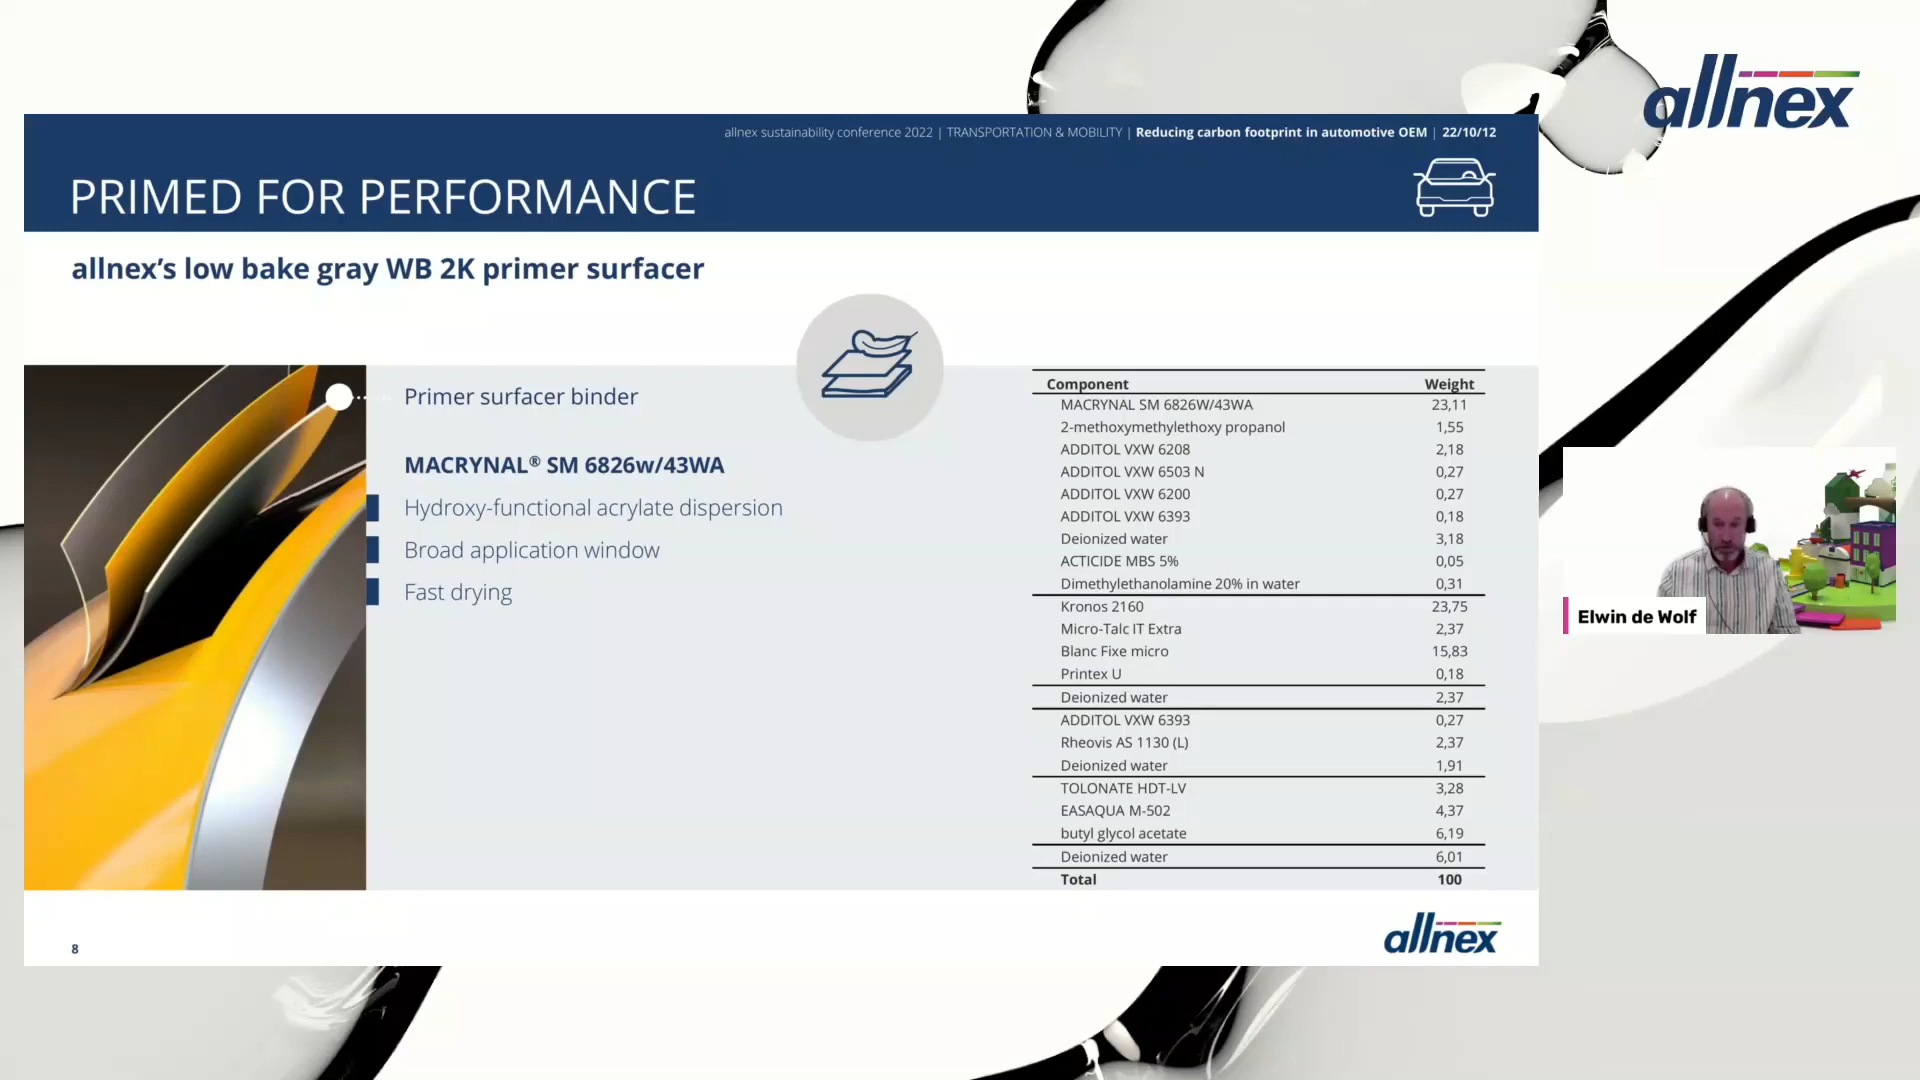 allnex
allnex sustainability conference 2022 | TRANSPORTATION & MOBILITY | Reducing carbon footprint in automotive OEM | 22/10/12
PRIMED FOR PERFORMANCE
allnex’s low bake gray WB 2K primer surfacer
Primer surfacer binder
MACRYNAL® SM 6826w/43WA
Hydroxy-functional acrylate dispersion
Broad application window
Fast drying
Component Weight
MACRYNAL SM 6826W/43WA 23,11
2-methoxymethylethoxy propanol 1,55
ADDITOL VXW 6208 2,18
ADDITOL VXW 6503 N 0,27
ADDITOL VXW 6200 0,27
ADDITOL VXW 6393 0,18
Deionized water 3,18
ACTICIDE MBS 5% 0,05
Dimethylethanolamine 20% in water 0,31
Kronos 2160 23,75
Micro-Talc IT Extra 2,37
Blanc Fixe micro 15,83
Printex U 0,18
Deionized water 2,37
ADDITOL VXW 6393 0,27
Rheovis AS 1130 (L) 2,37
Deionized water 1,91
TOLONATE HDT-LV 3,28
EASAQUA M-502 4,37
butyl glycol acetate 6,19
Deionized water 6,01
Total 100
Elwin de Wolf
8
allnex